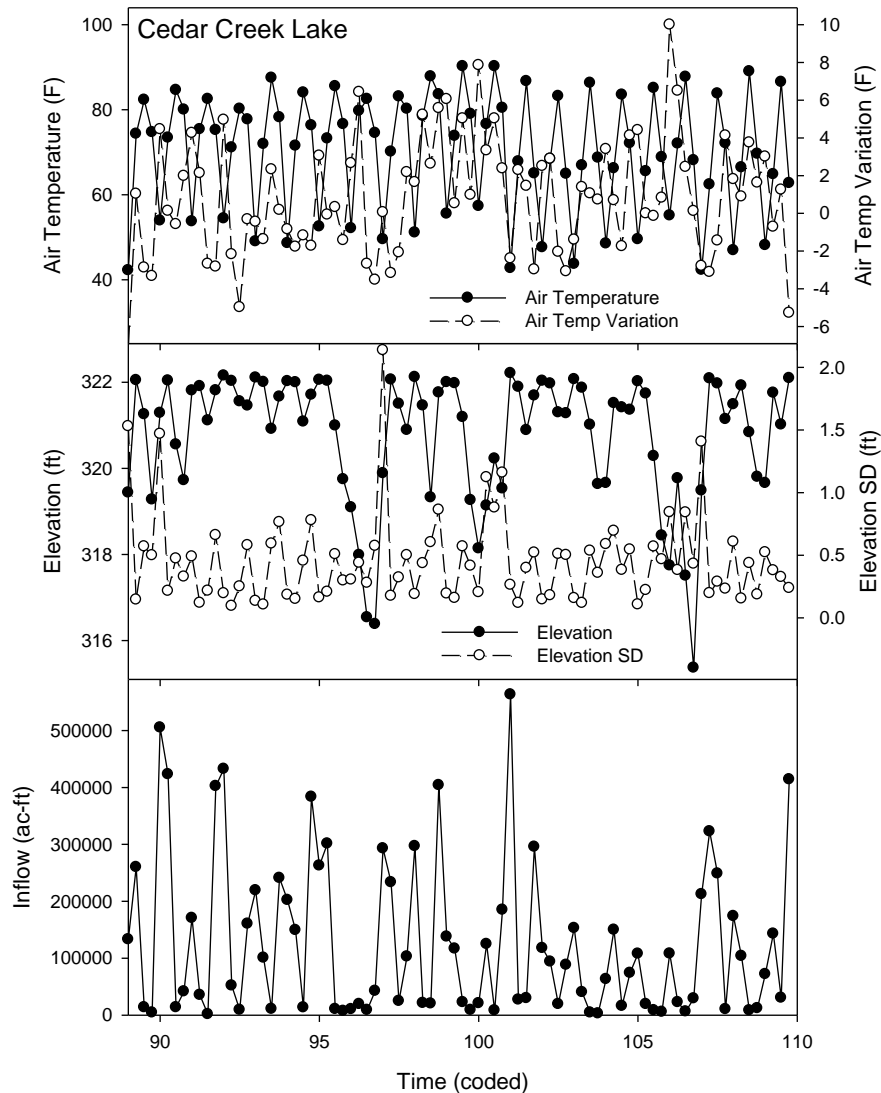 Cedar Creek Lake
Air Temperature (F)
100
80
60
40
Air Temp Variation (F)
10
8
6
4
2
0
-2
-4
-6
Air Temperature
Air Temp Variation
Elevation (ft)
322
320
318
316
Elevation SD (ft)
2.0
1.5
1.0
0.5
0.0
Elevation
Elevation SD
Inflow (ac-ft)
500000
400000
300000
200000
100000
0
90 95 100 105 110
Time (coded)